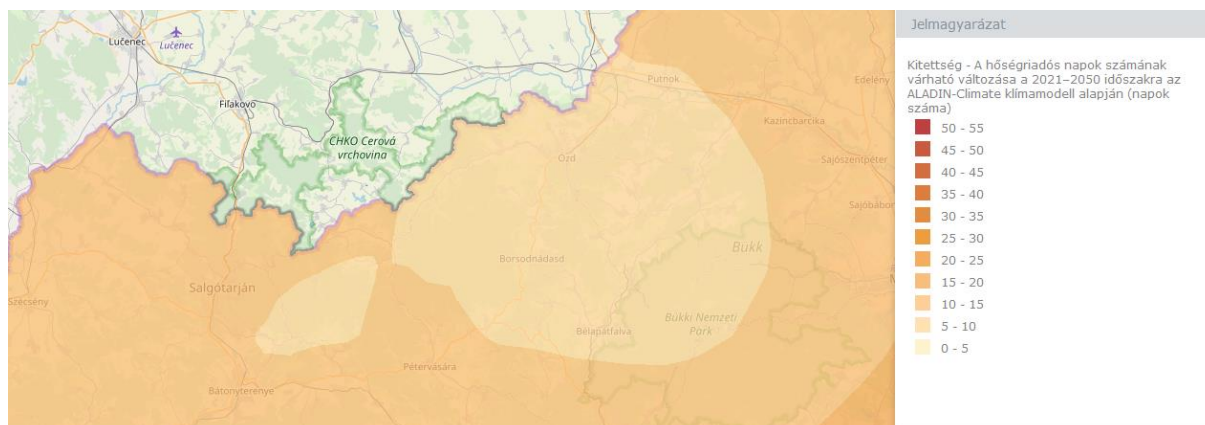 Lučenec
Lučenec
Fiľakovo
CHKO Cerová
vrchovina
Putnok
Edelény
Kazincbarcika
Ózd
Sajószentpéter
Sajóbábon
Bükk
Borsodnádasd
Salgótarján
Szécsény
Bükki Nemzeti
Park
Bélapátfalva
Pétervására
Bátonyterenye
Jelmagyarázat
Kitettség - A hőségriadós napok számának
várható változása a 2021–2050 időszakra az
ALADIN-Climate klímamodell alapján (napok
száma)
50 - 55
45 - 50
40 - 45
35 - 40
30 - 35
25 - 30
20 - 25
15 - 20
10 - 15
5 - 10
0 - 5